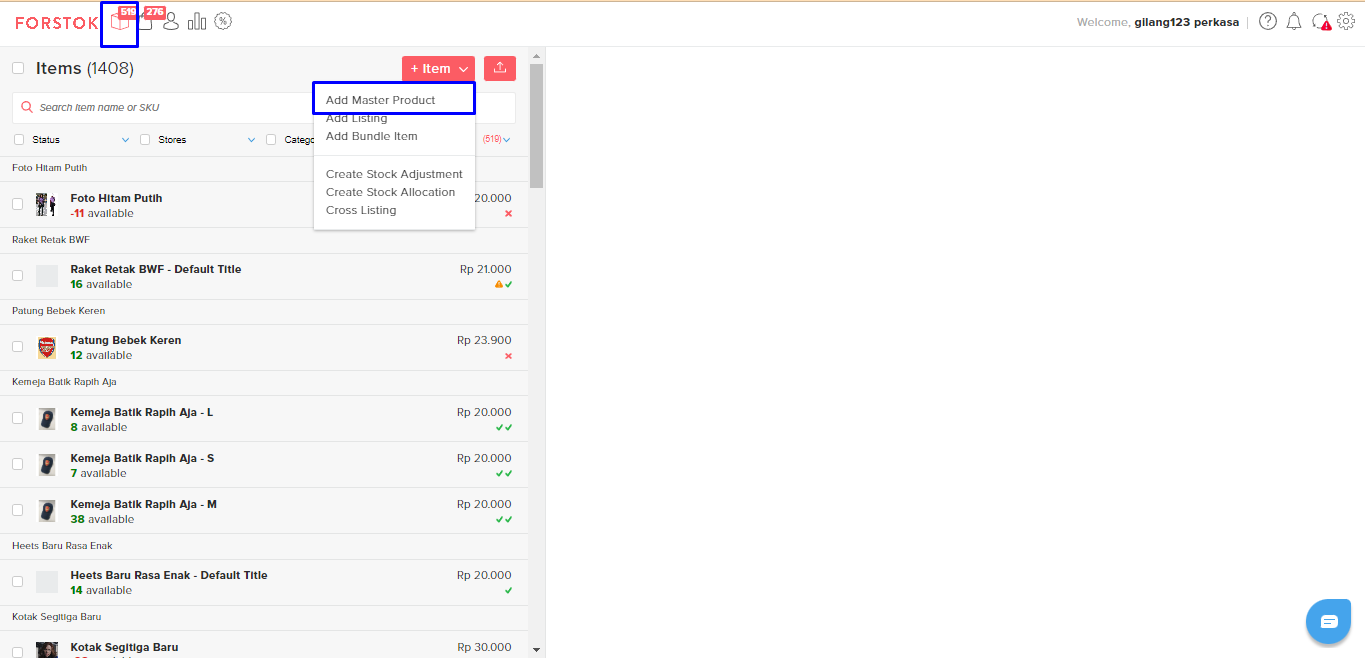 FORSTOK
519
276
Welcome, gilang123 perkasa
Items (1408)
+ Item
Search Item name or SKU
Add Master Product
Add Listing
Add Bundle Item
Create Stock Adjustment
Create Stock Allocation
Cross Listing
Status
Stores
Catego
(519)
Foto Hitam Putih
Foto Hitam Putih
20.000
-11 available
Raket Retak BWF
Raket Retak BWF - Default Title
Rp 21.000
16 available
Patung Bebek Keren
Patung Bebek Keren
Rp 23.900
12 available
Kemeja Batik Rapih Aja
Kemeja Batik Rapih Aja - L
Rp 20.000
8 available
Kemeja Batik Rapih Aja - S
Rp 20.000
7 available
Kemeja Batik Rapih Aja - M
Rp 20.000
38 available
Heets Baru Rasa Enak
Heets Baru Rasa Enak - Default Title
Rp 20.000
14 available
Kotak Segitiga Baru
Kotak Segitiga Baru
Rp 30.000